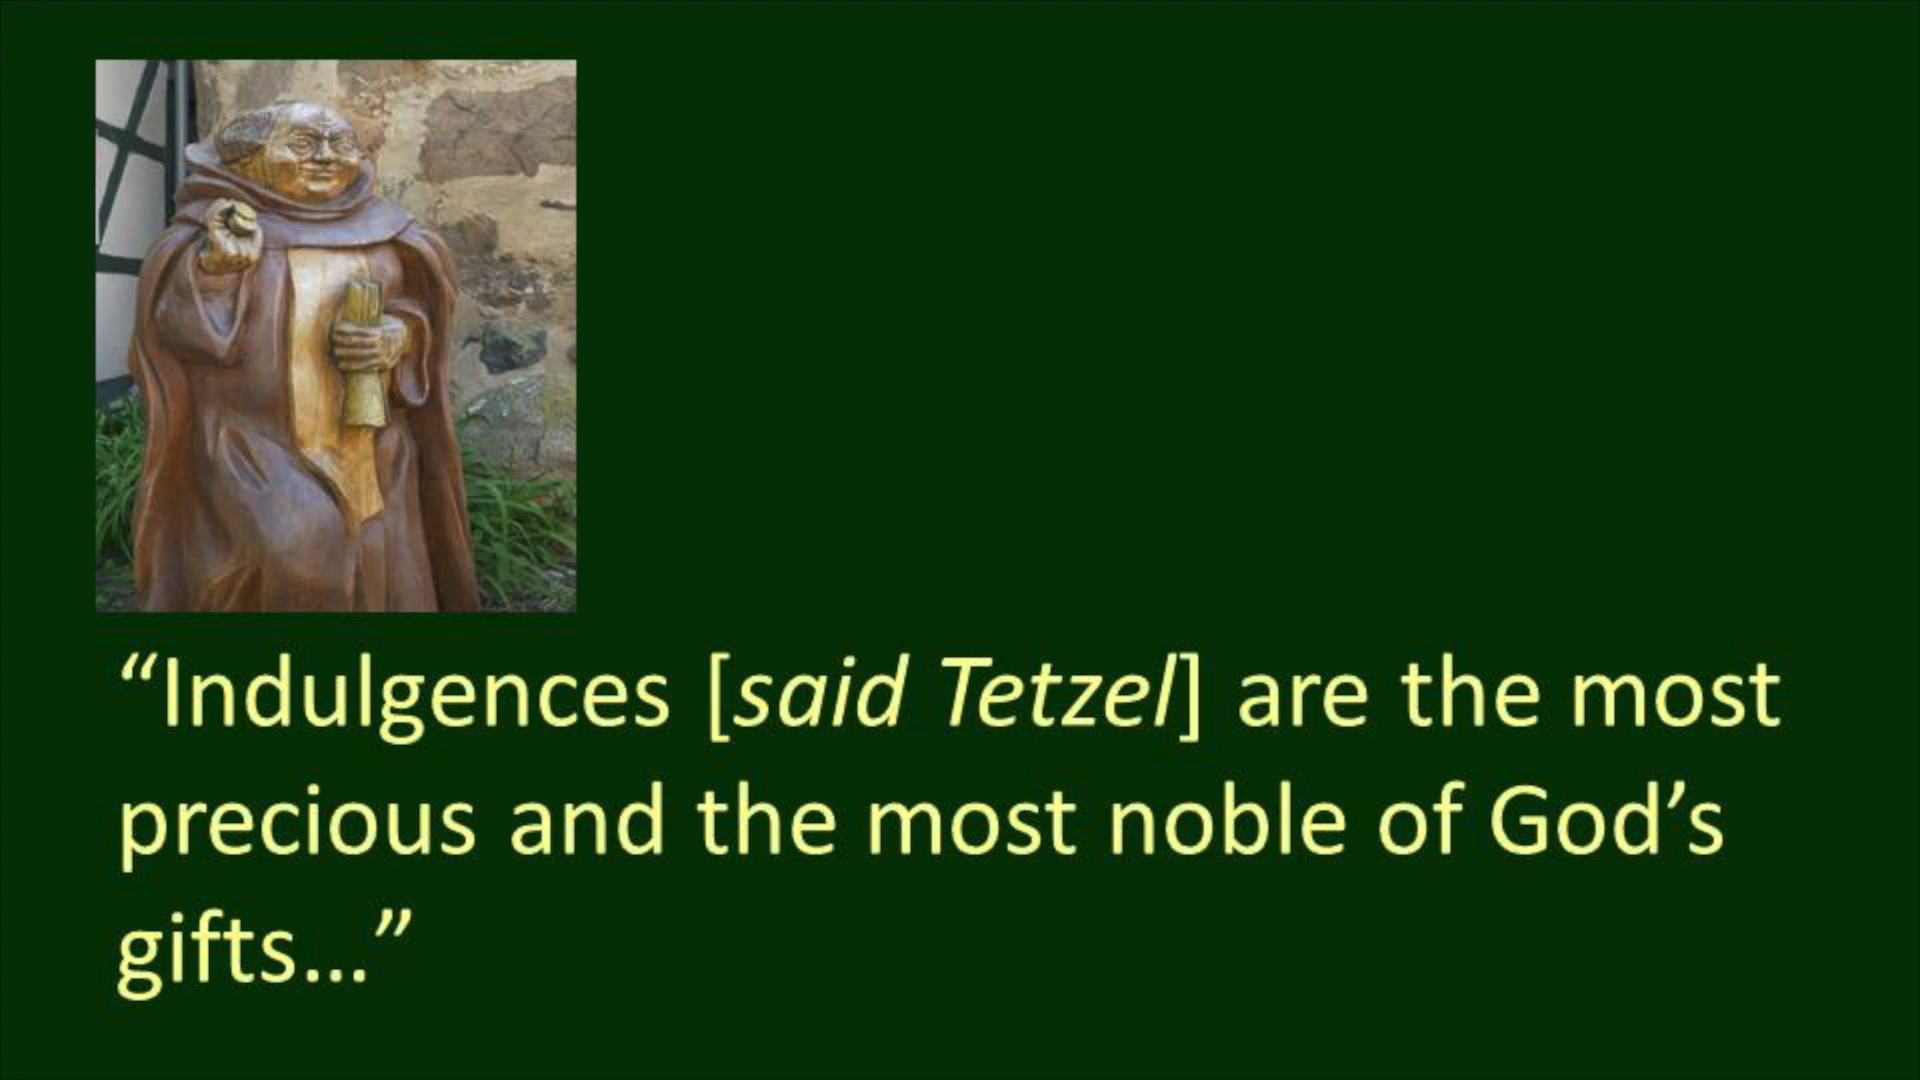 “Indulgences [said Tetzel] are the most
precious and the most noble of God’s
gifts…”